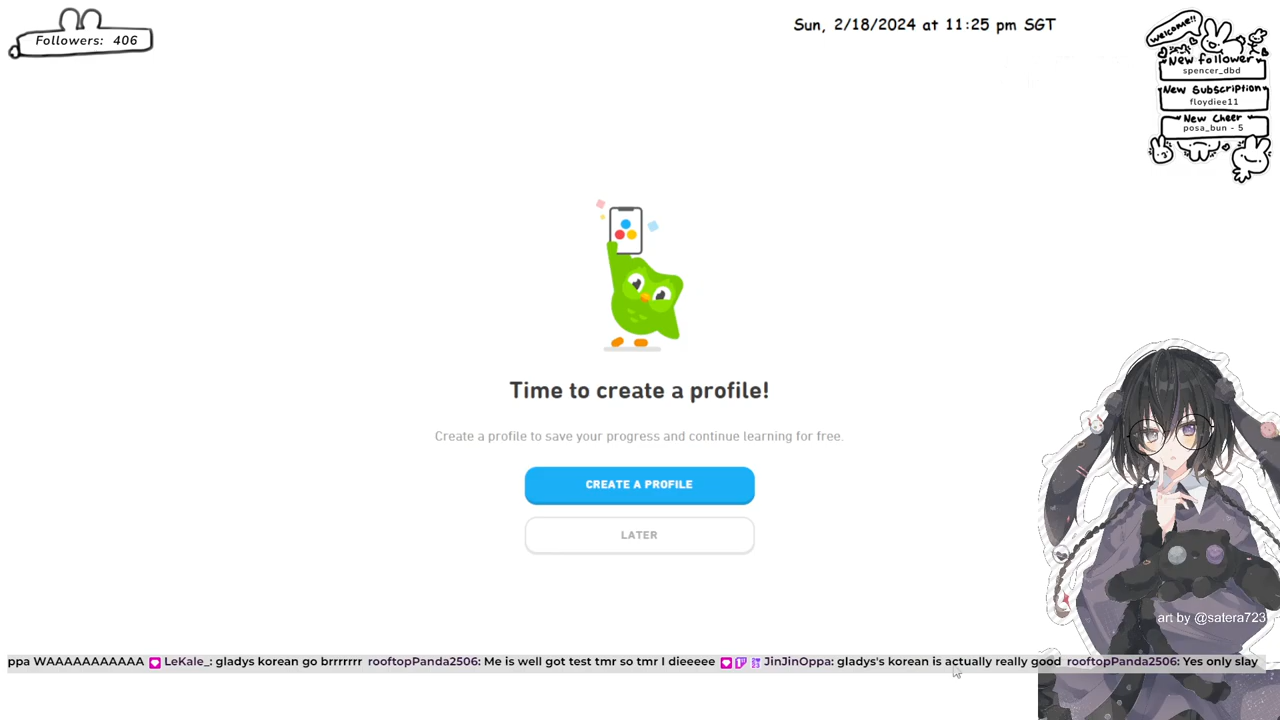 Followers: 406
Sun, 2/18/2024 at 11:25 pm SGT
welcome!!
New follower
spencer_dbd
New Subscription
floydiee11
New Cheer
posa_bun - 5
Time to create a profile!
Create a profile to save your progress and continue learning for free.
CREATE A PROFILE
LATER
art by @satera723
ppa WAAAAAAAAAAA LeKale_: gladys korean go brrrrrrr rooftopPanda2506: Me is well got test tmr so tmr I dieeeee JinJinOppa: gladys's korean is actually really good rooftopPanda2506: Yes only slay